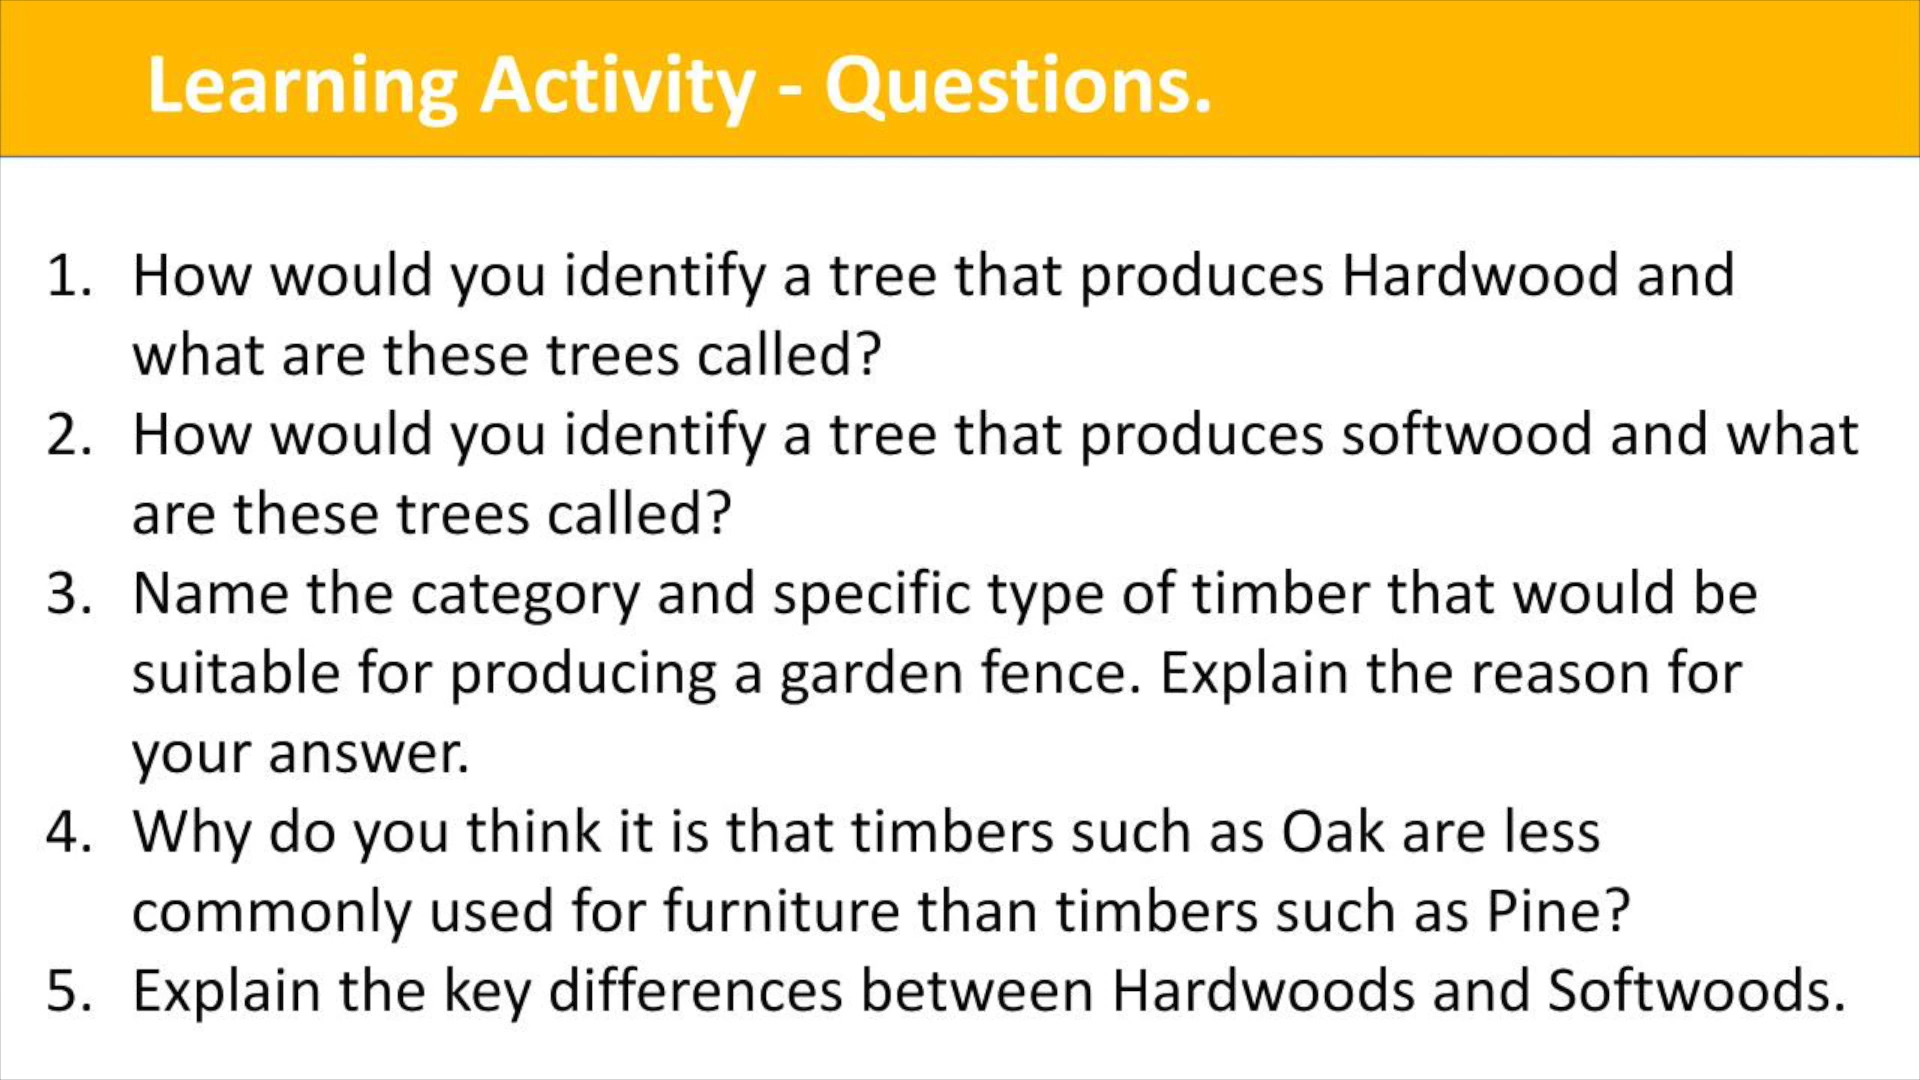 Learning Activity - Questions.
1. How would you identify a tree that produces Hardwood and
what are these trees called?
2. How would you identify a tree that produces softwood and what
are these trees called?
3. Name the category and specific type of timber that would be
suitable for producing a garden fence. Explain the reason for
your answer.
4. Why do you think it is that timbers such as Oak are less
commonly used for furniture than timbers such as Pine?
5. Explain the key differences between Hardwoods and Softwoods.